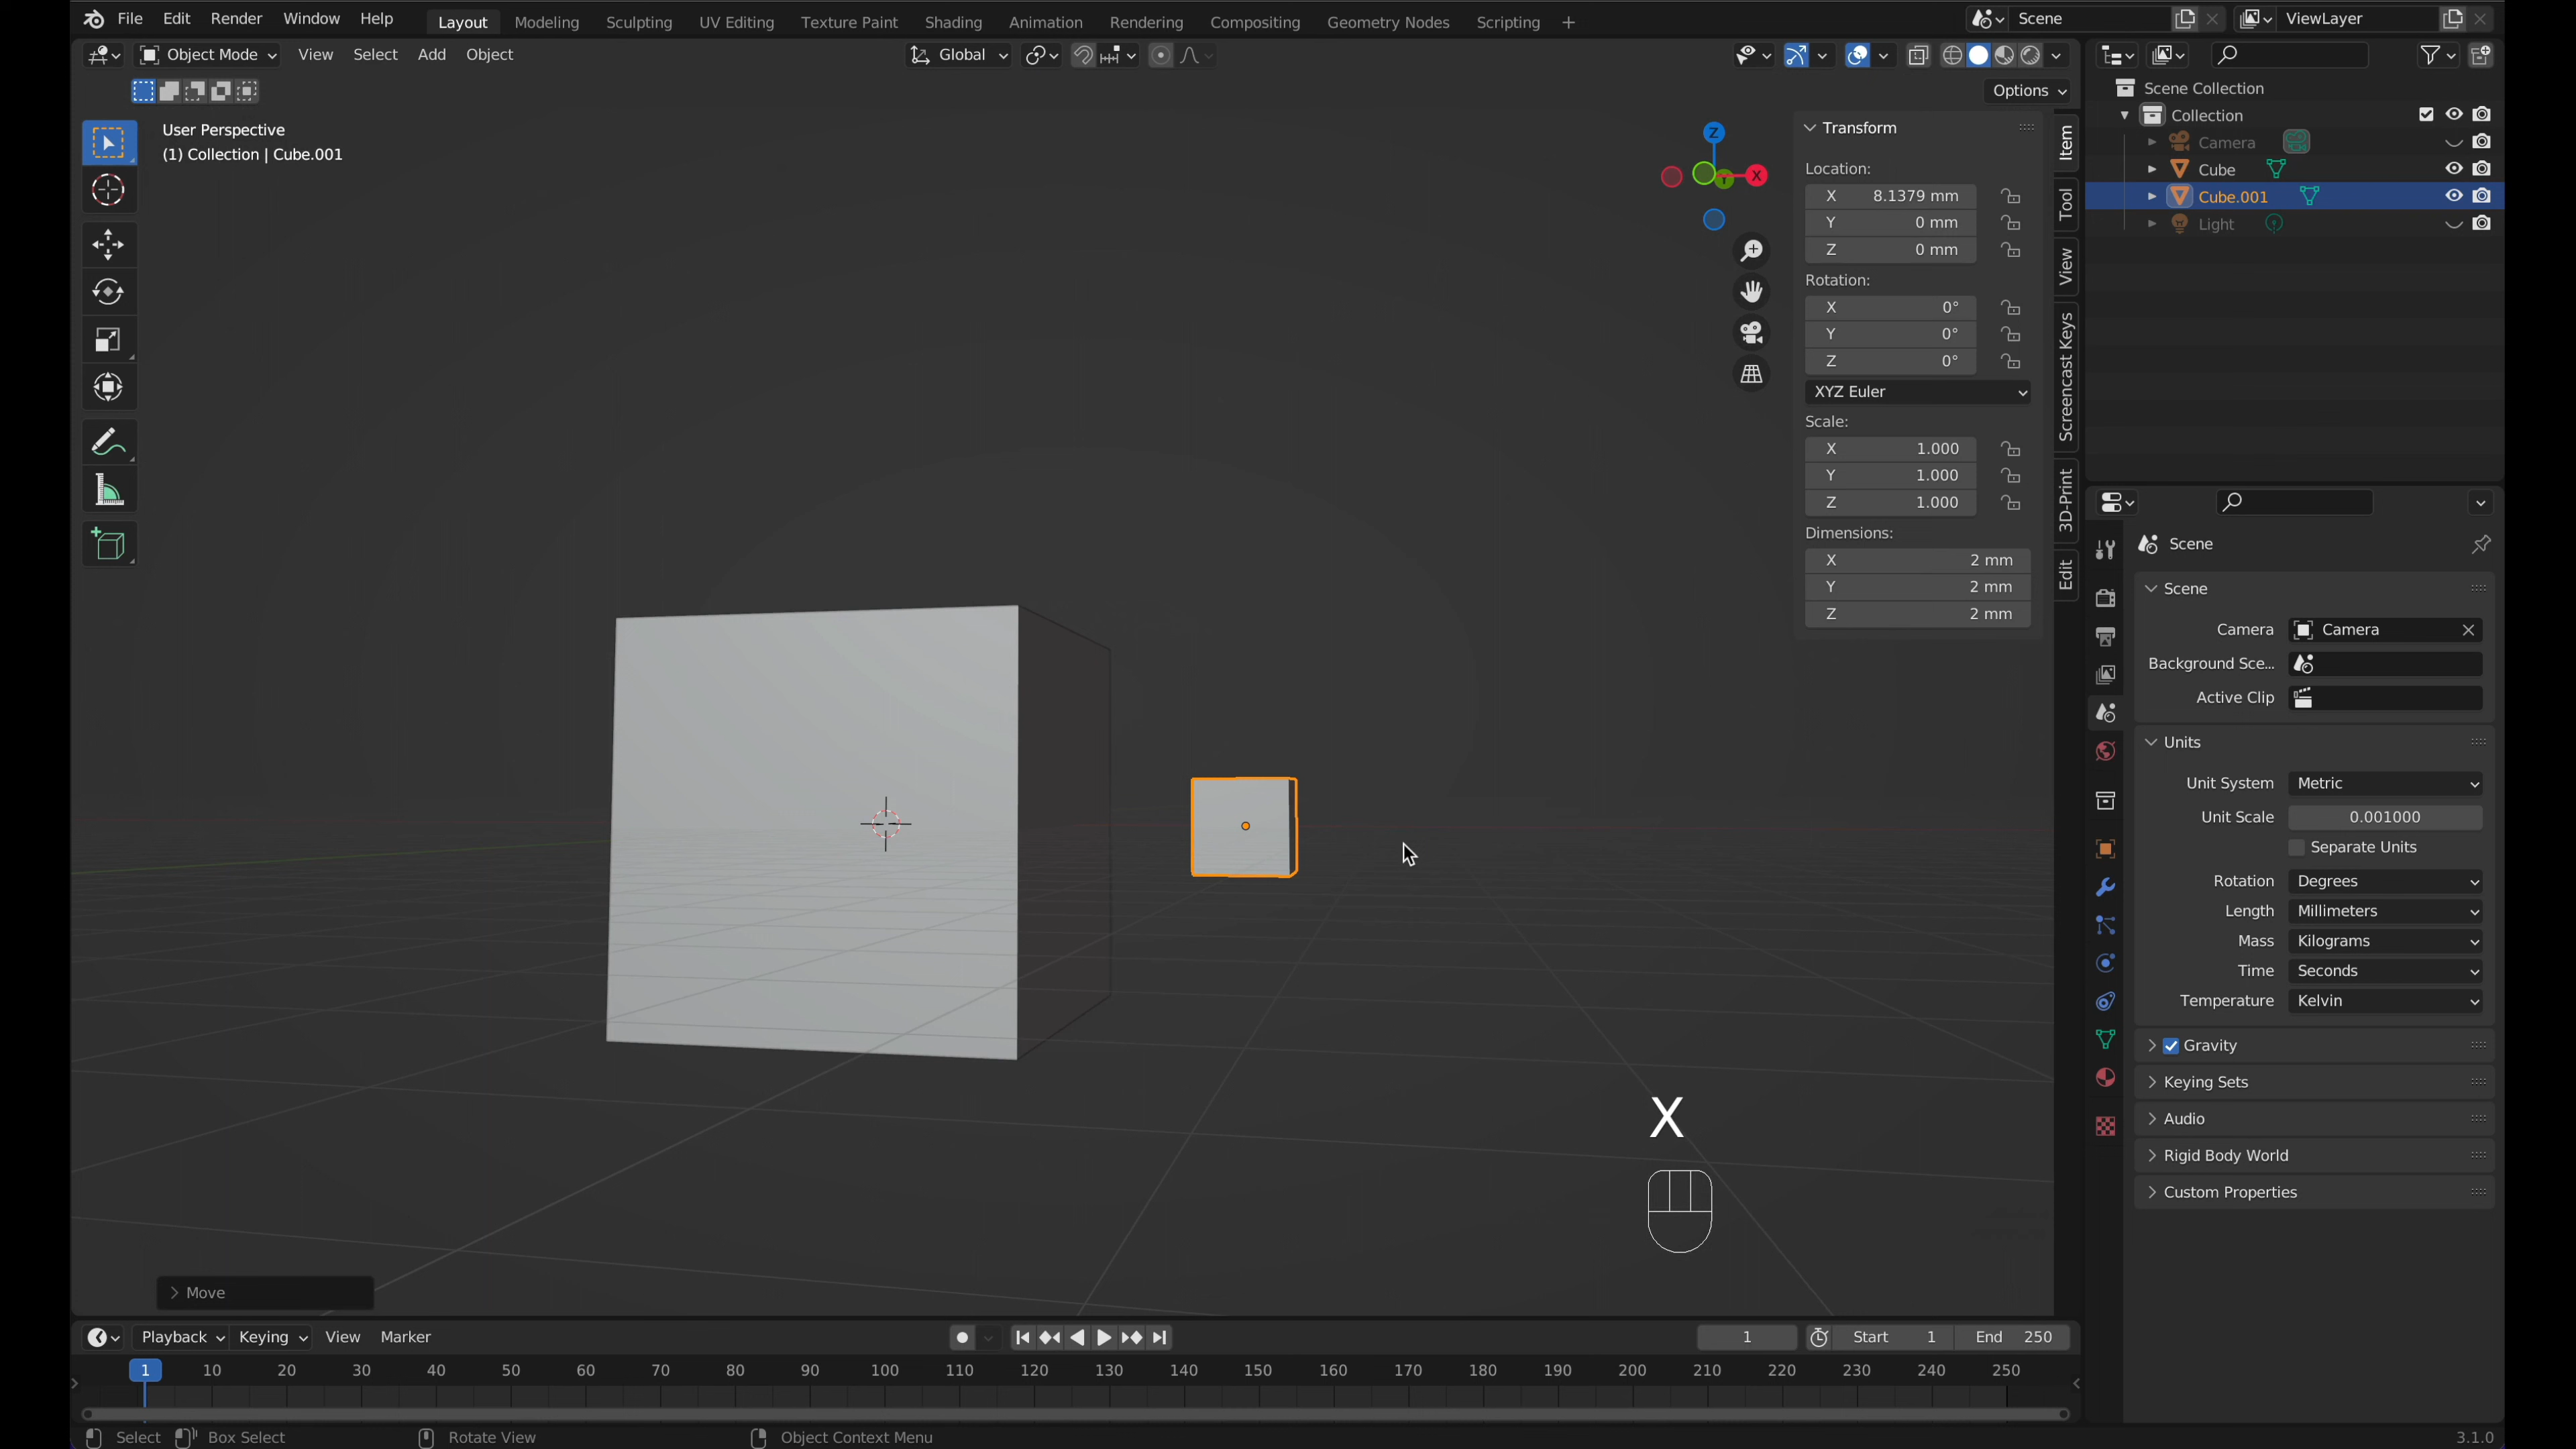 File Edit Render Window Help Layout Modeling Sculpting UV Editing Texture Paint Shading Animation Rendering Compositing Geometry Nodes Scripting + Scene ViewLayer
Object Mode View Select Add Object Global
Options
User Perspective
(1) Collection | Cube.001
Z
X
Y
Transform
Location:
X 8.1379 mm
Y 0 mm
Z 0 mm
Rotation:
X 0°
Y 0°
Z 0°
XYZ Euler
Scale:
X 1.000
Y 1.000
Z 1.000
Dimensions:
X 2 mm
Y 2 mm
Z 2 mm
Item
Tool
View
Screencast Keys
3D-Print
Edit
Scene Collection
Collection
Camera
Cube
Cube.001
Light
Scene
Scene
Camera Camera
Background Sce...
Active Clip
Units
Unit System Metric
Unit Scale 0.001000
Separate Units
Rotation Degrees
Length Millimeters
Mass Kilograms
Time Seconds
Temperature Kelvin
Gravity
Keying Sets
Audio
Rigid Body World
Custom Properties
X
Move
Playback Keying View Marker 1 Start 1 End 250
1 10 20 30 40 50 60 70 80 90 100 110 120 130 140 150 160 170 180 190 200 210 220 230 240 250
Select Box Select Rotate View Object Context Menu 3.1.0